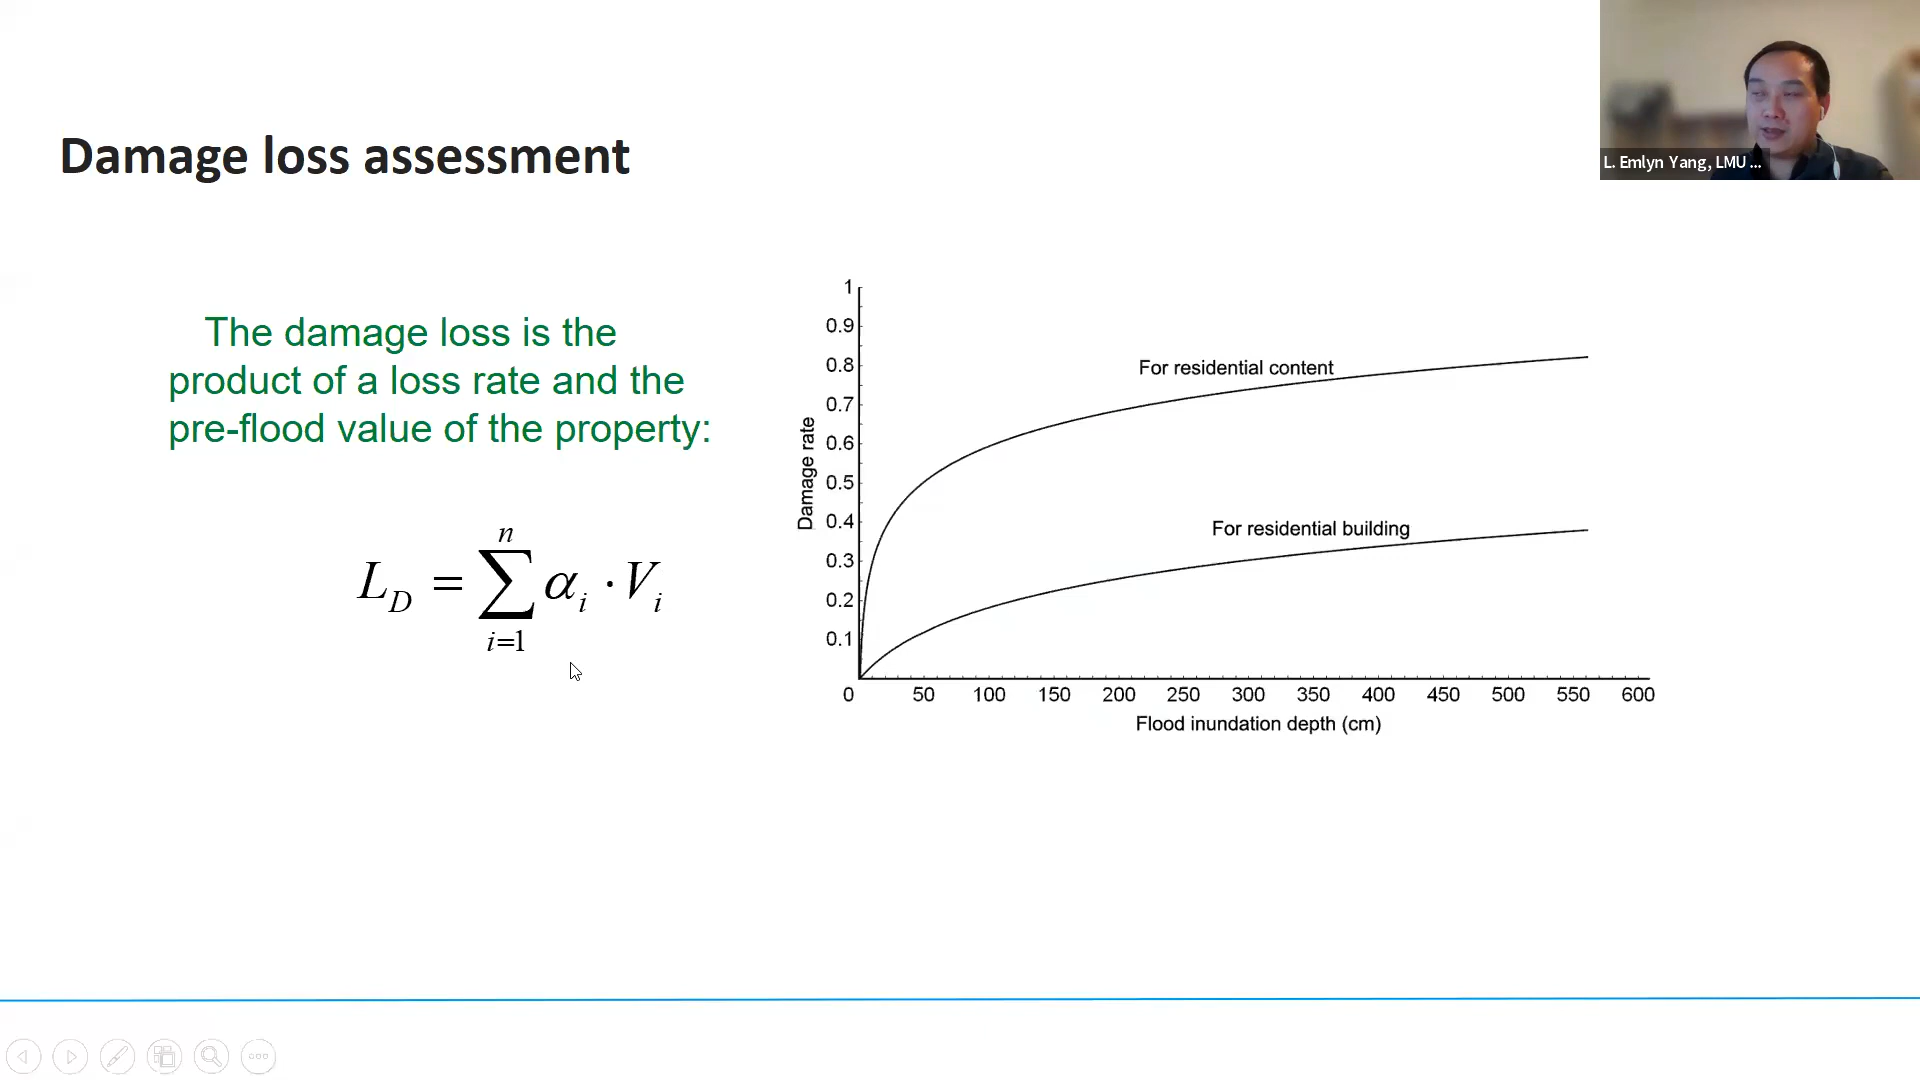 L. Emlyn Yang, LMU ...
Damage loss assessment
The damage loss is the
product of a loss rate and the
pre-flood value of the property:
L_D = \sum_{i=1}^{n} α_i · V_i
1
0.9
0.8
0.7
0.6
0.5
0.4
0.3
0.2
0.1
Damage rate
For residential content
For residential building
0 50 100 150 200 250 300 350 400 450 500 550 600
Flood inundation depth (cm)